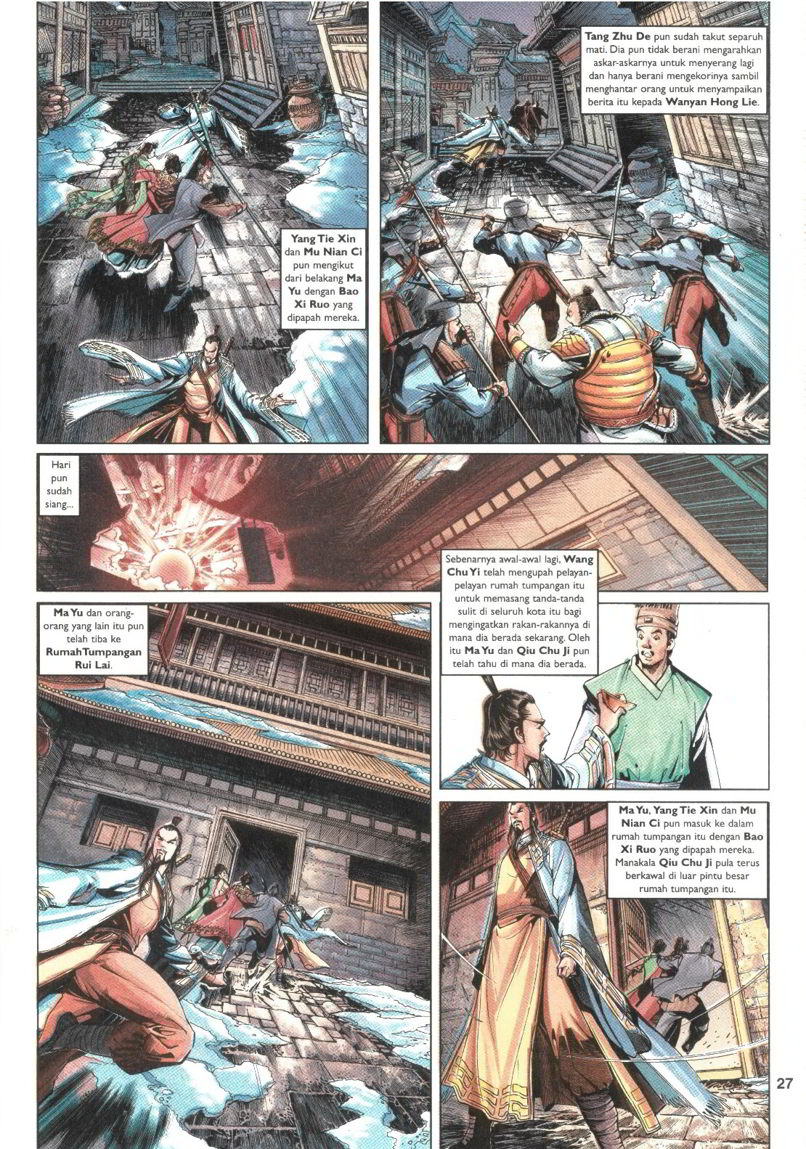 Yang Tie Xin
dan Mu Nian Ci
pun mengikut
dari belakang Ma
Yu dengan Bao
Xi Ruo yang
dipapah mereka.
Tang Zhu De pun sudah takut separuh
mati. Dia pun tidak berani mengarahkan
askar-askarnya untuk menyerang lagi
dan hanya berani mengekorinya sambil
menghantar orang untuk menyampaikan
berita itu kepada Wanyan Hong Lie.
Hari
pun
sudah
siang...
Sebenarnya awal-awal lagi, Wang
Chu Yi telah mengupah pelayan-
pelayan rumah tumpangan itu
untuk memasang tanda-tanda
sulit di seluruh kota itu bagi
mengingatkan rakan-rakannya di
mana dia berada sekarang. Oleh
itu Ma Yu dan Qiu Chu Ji pun
telah tahu di mana dia berada.
Ma Yu dan orang-
orang yang lain itu pun
telah tiba ke
Rumah Tumpangan
Rui Lai.
Ma Yu, Yang Tie Xin dan Mu
Nian Ci pun masuk ke dalam
rumah tumpangan itu dengan Bao
Xi Ruo yang dipapah mereka.
Manakala Qiu Chu Ji pula terus
berkawal di luar pintu besar
rumah tumpangan itu.
27